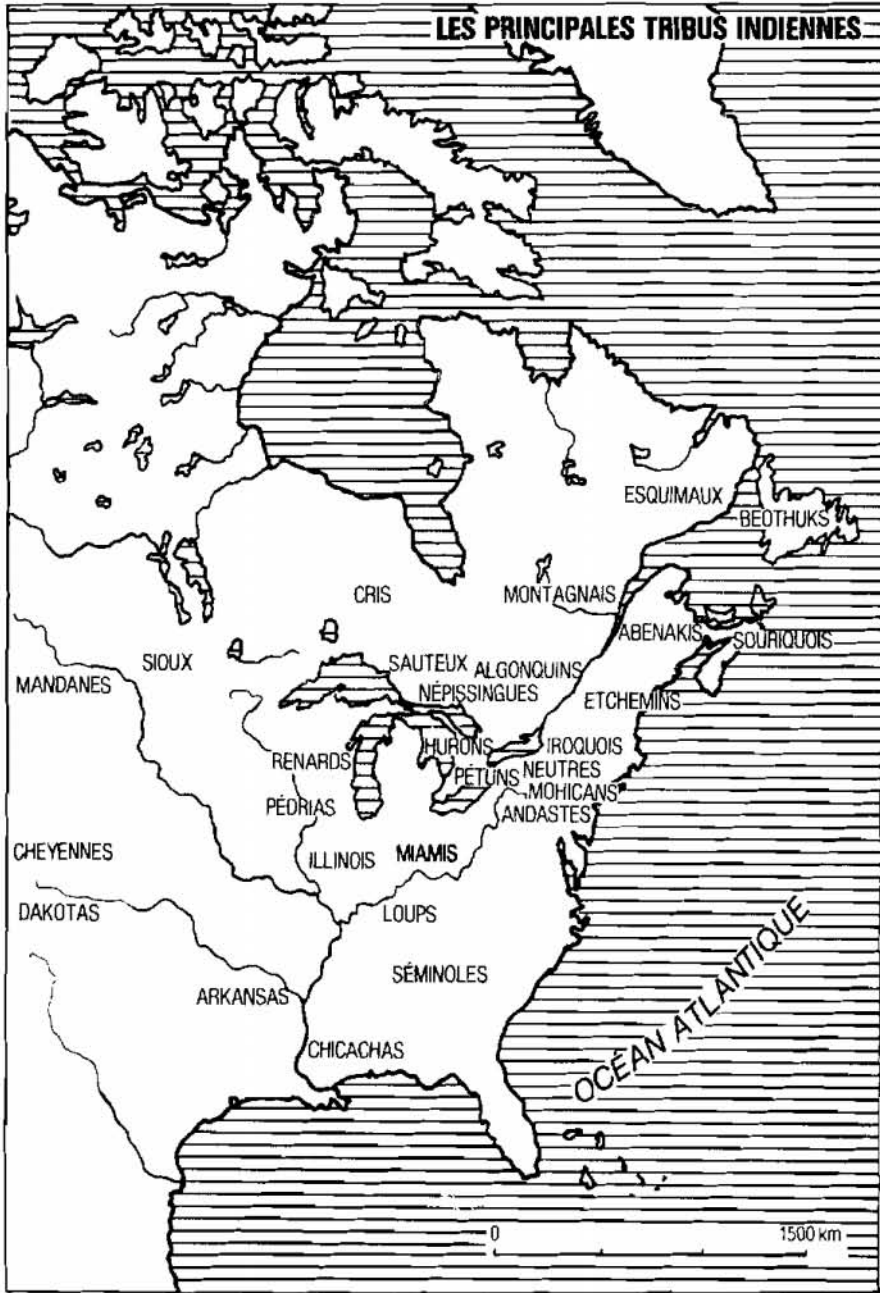 LES PRINCIPALES TRIBUS INDIENNES
ESQUIMAUX
BEOTHUKS
CRIS
MONTAGNAIS
ABENAKIS
SOURIQUOIS
SIOUX
SAUTEUX
ALGONQUINS
MANDANES
NÉPISSINGUES
ETCHEMINS
HURONS
IROQUOIS
RENARDS
PÉTUNS
NEUTRES
MOHICANS
PÉORIAS
ANDASTES
CHEYENNES
ILLINOIS
MIAMIS
DAKOTAS
LOUPS
SÉMINOLES
ARKANSAS
CHICACHAS
OCÉAN ATLANTIQUE
0
1500 km